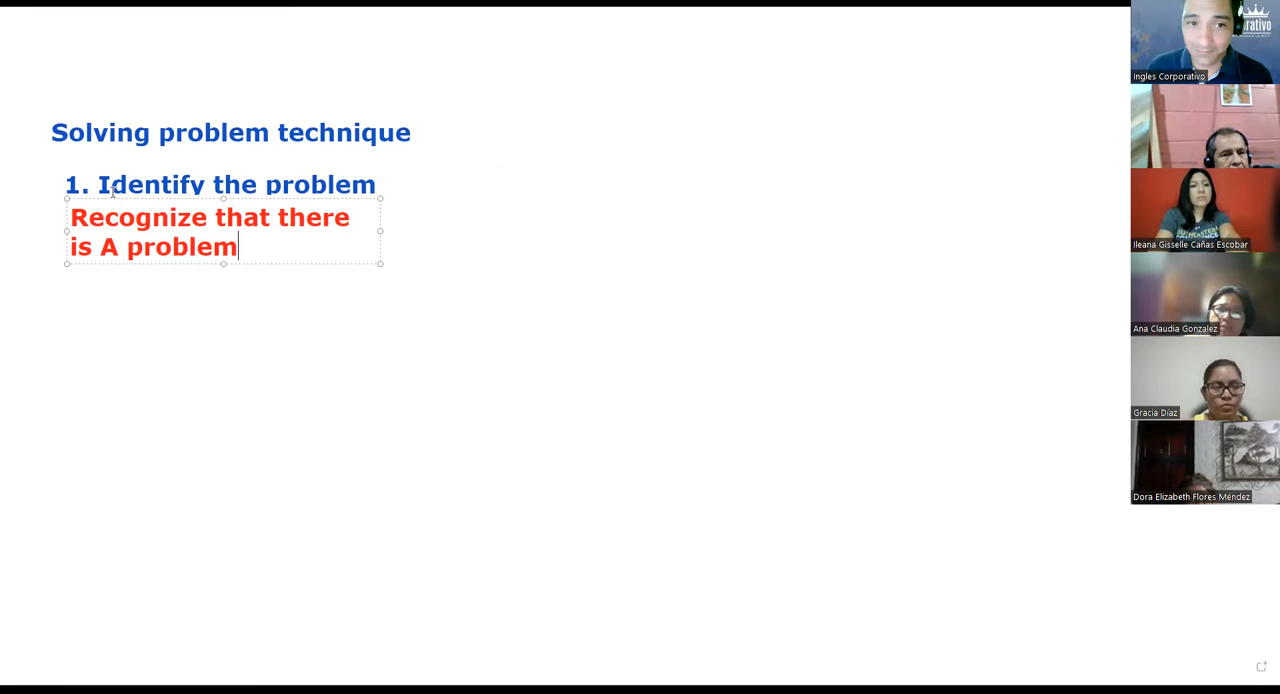 Solving problem technique
1. Identify the problem
Recognize that there
is A problem
rativo
Ingles Corporativo
Ileana Gisselle Cañas Escobar
Ana Claudia Gonzalez
Gracia Díaz
Dora Elizabeth Flores Méndez